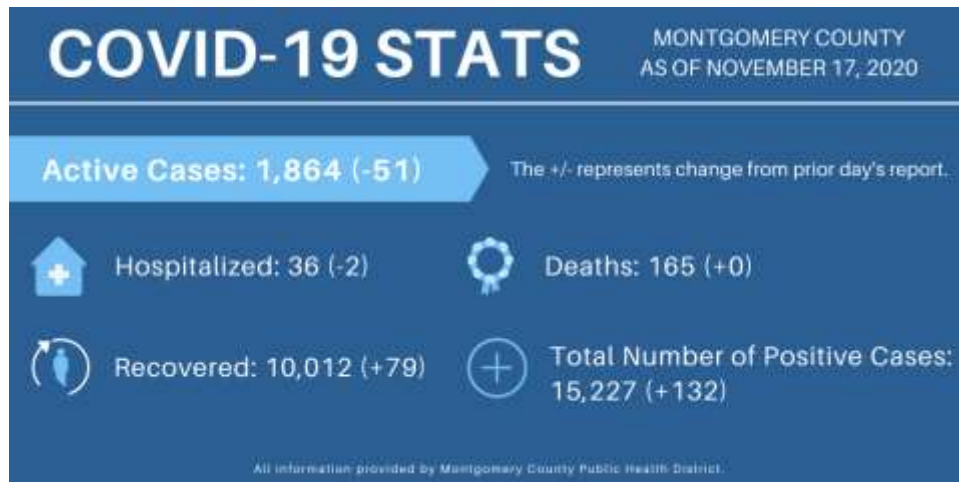 COVID-19 STATS
MONTGOMERY COUNTY
AS OF NOVEMBER 17, 2020
Active Cases: 1,864 (-51)
The +/- represents change from prior day's report.
Hospitalized: 36 (-2)
Deaths: 165 (+0)
Recovered: 10,012 (+79)
Total Number of Positive Cases:
15,227 (+132)
All information provided by Montgomery County Public Health District.